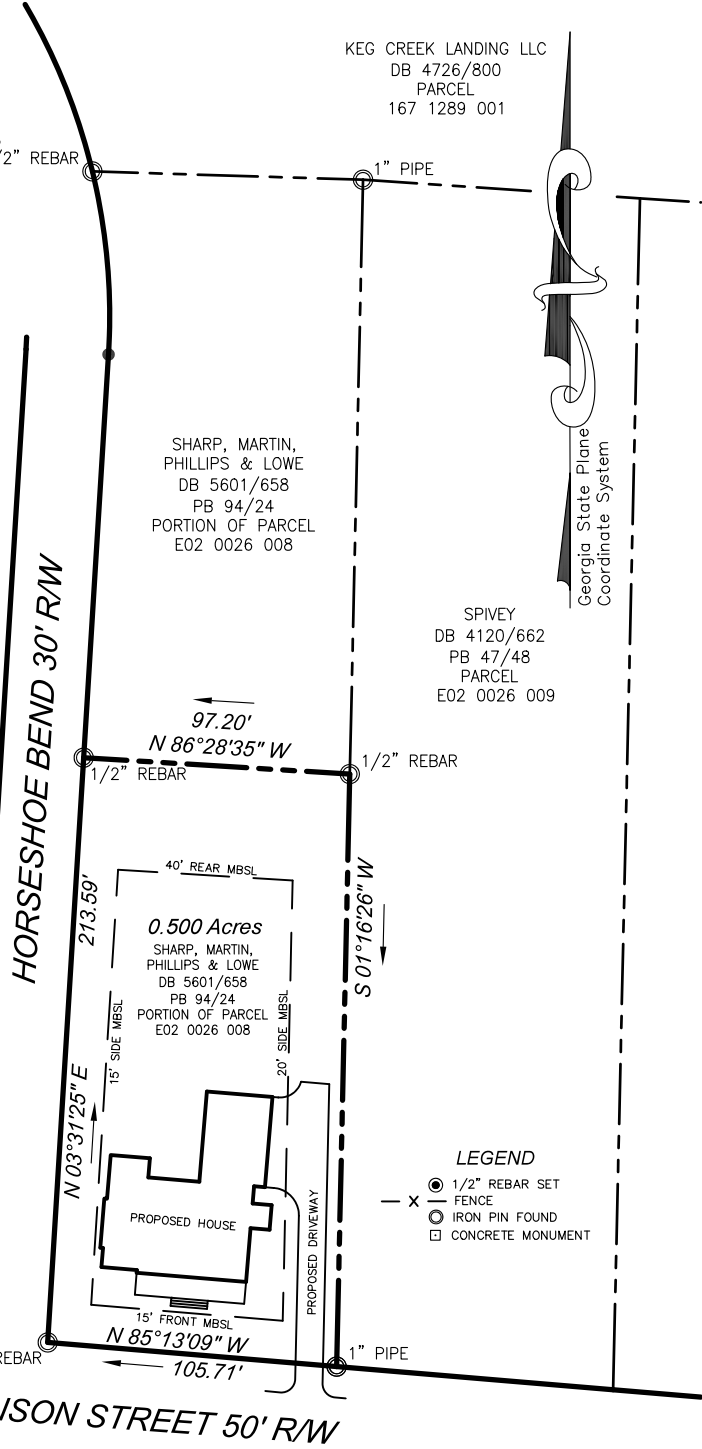 KEG CREEK LANDING LLC
DB 4726/800
PARCEL
167 1289 001
/2" REBAR
1" PIPE
Georgia State Plane
Coordinate System
SHARP, MARTIN,
PHILLIPS & LOWE
DB 5601/658
PB 94/24
PORTION OF PARCEL
E02 0026 008
SPIVEY
DB 4120/662
PB 47/48
PARCEL
E02 0026 009
HORSESHOE BEND 30' R/W
97.20'
N 86°28'35" W
1/2" REBAR
1/2" REBAR
40' REAR MBSL
213.59'
N 03°31'25" E
S 01°16'26" W
0.500 Acres
SHARP, MARTIN,
PHILLIPS & LOWE
DB 5601/658
PB 94/24
PORTION OF PARCEL
E02 0026 008
15' SIDE MBSL
20' SIDE MBSL
PROPOSED HOUSE
PROPOSED DRIVEWAY
LEGEND
1/2" REBAR SET
X FENCE
IRON PIN FOUND
CONCRETE MONUMENT
15' FRONT MBSL
N 85°13'09" W
105.71'
REBAR
1" PIPE
ISON STREET 50' R/W